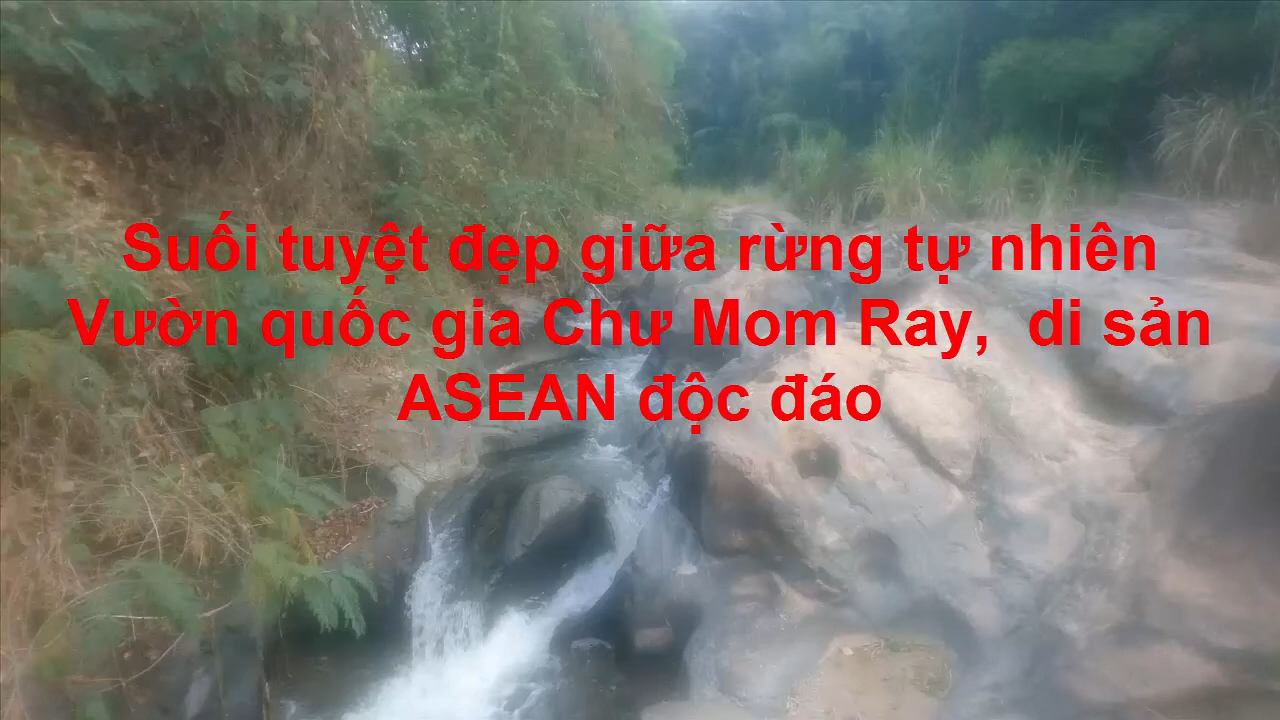 Suối tuyệt đẹp giữa rừng tự nhiên
Vườn quốc gia Chư Mom Ray,  di sản
ASEAN độc đáo